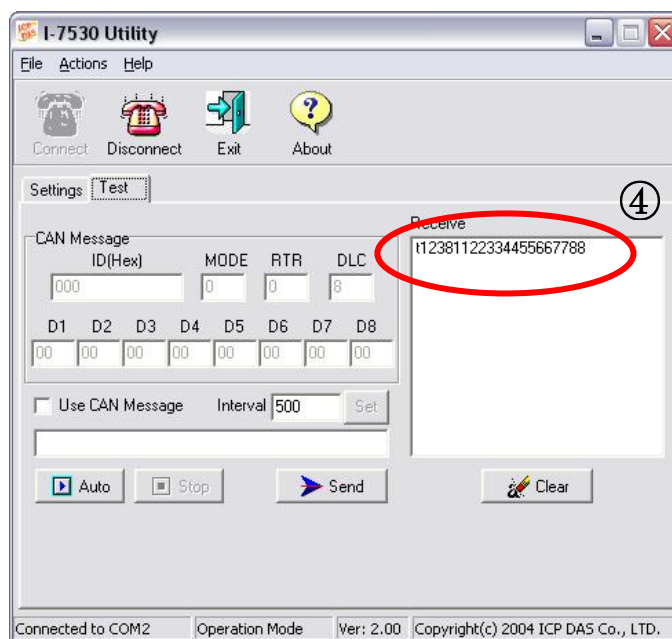 I-7530 Utility
File Actions Help
Connect Disconnect Exit About
Settings Test
④
Receive
t12381122334455667788
CAN Message
ID(Hex) MODE RTR DLC
000 0 0 8
D1 D2 D3 D4 D5 D6 D7 D8
00 00 00 00 00 00 00 00
Use CAN Message Interval 500 Set
Auto Stop Send Clear
Connected to COM2 Operation Mode Ver: 2.00 Copyright(c) 2004 ICP DAS Co., LTD.